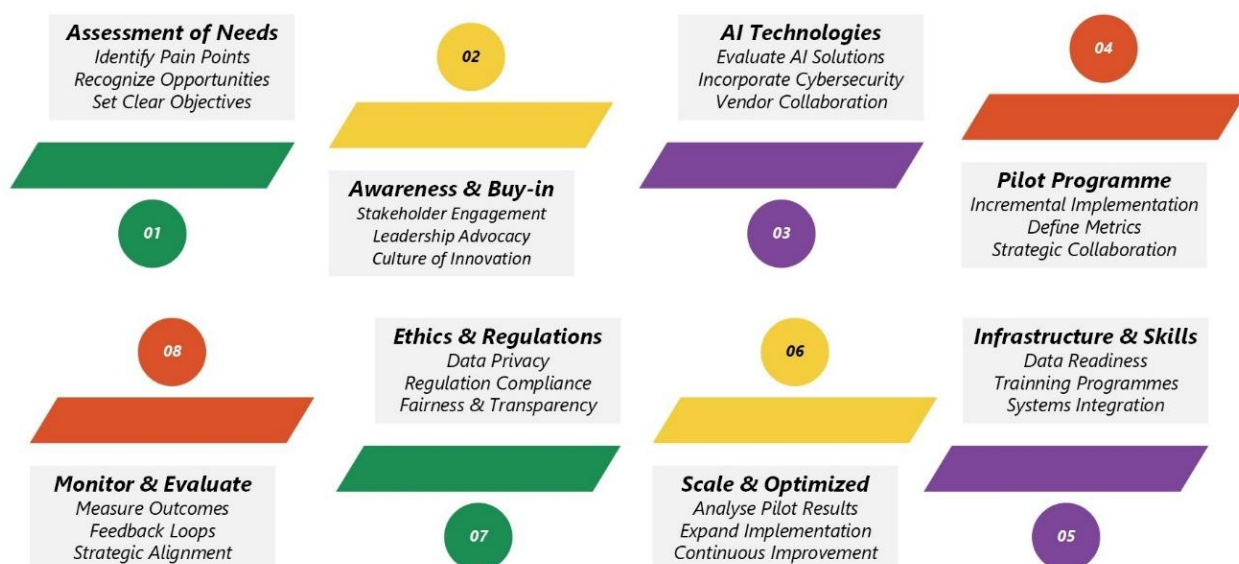 Assessment of Needs
Identify Pain Points
Recognize Opportunities
Set Clear Objectives
01
02
Awareness & Buy-in
Stakeholder Engagement
Leadership Advocacy
Culture of Innovation
AI Technologies
Evaluate AI Solutions
Incorporate Cybersecurity
Vendor Collaboration
03
04
Pilot Programme
Incremental Implementation
Define Metrics
Strategic Collaboration
08
Monitor & Evaluate
Measure Outcomes
Feedback Loops
Strategic Alignment
Ethics & Regulations
Data Privacy
Regulation Compliance
Fairness & Transparency
07
06
Scale & Optimized
Analyse Pilot Results
Expand Implementation
Continuous Improvement
Infrastructure & Skills
Data Readiness
Trainning Programmes
Systems Integration
05